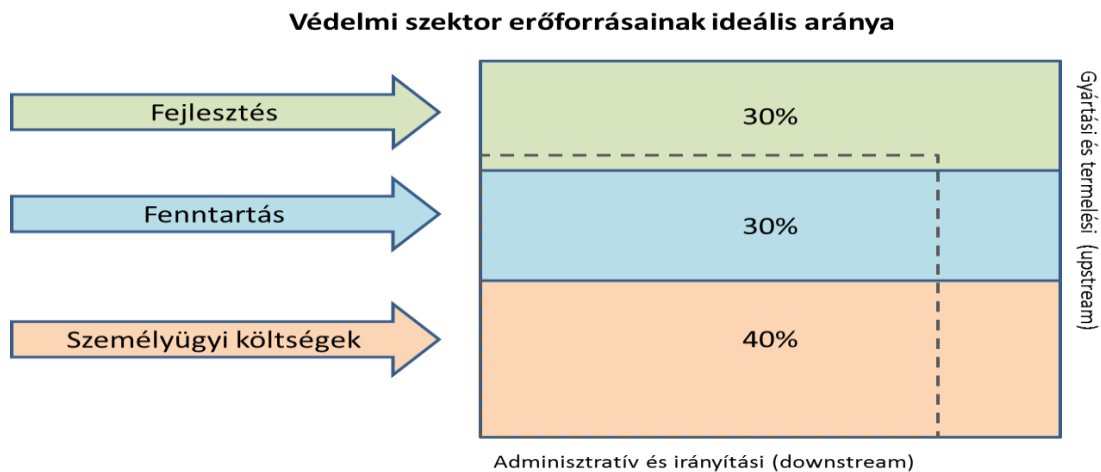 Védelmi szektor erőforrásainak ideális aránya
Fejlesztés
30%
Fenntartás
30%
Személyügyi költségek
40%
Gyártási és termelési (upstream)
Adminisztratív és irányítási (downstream)